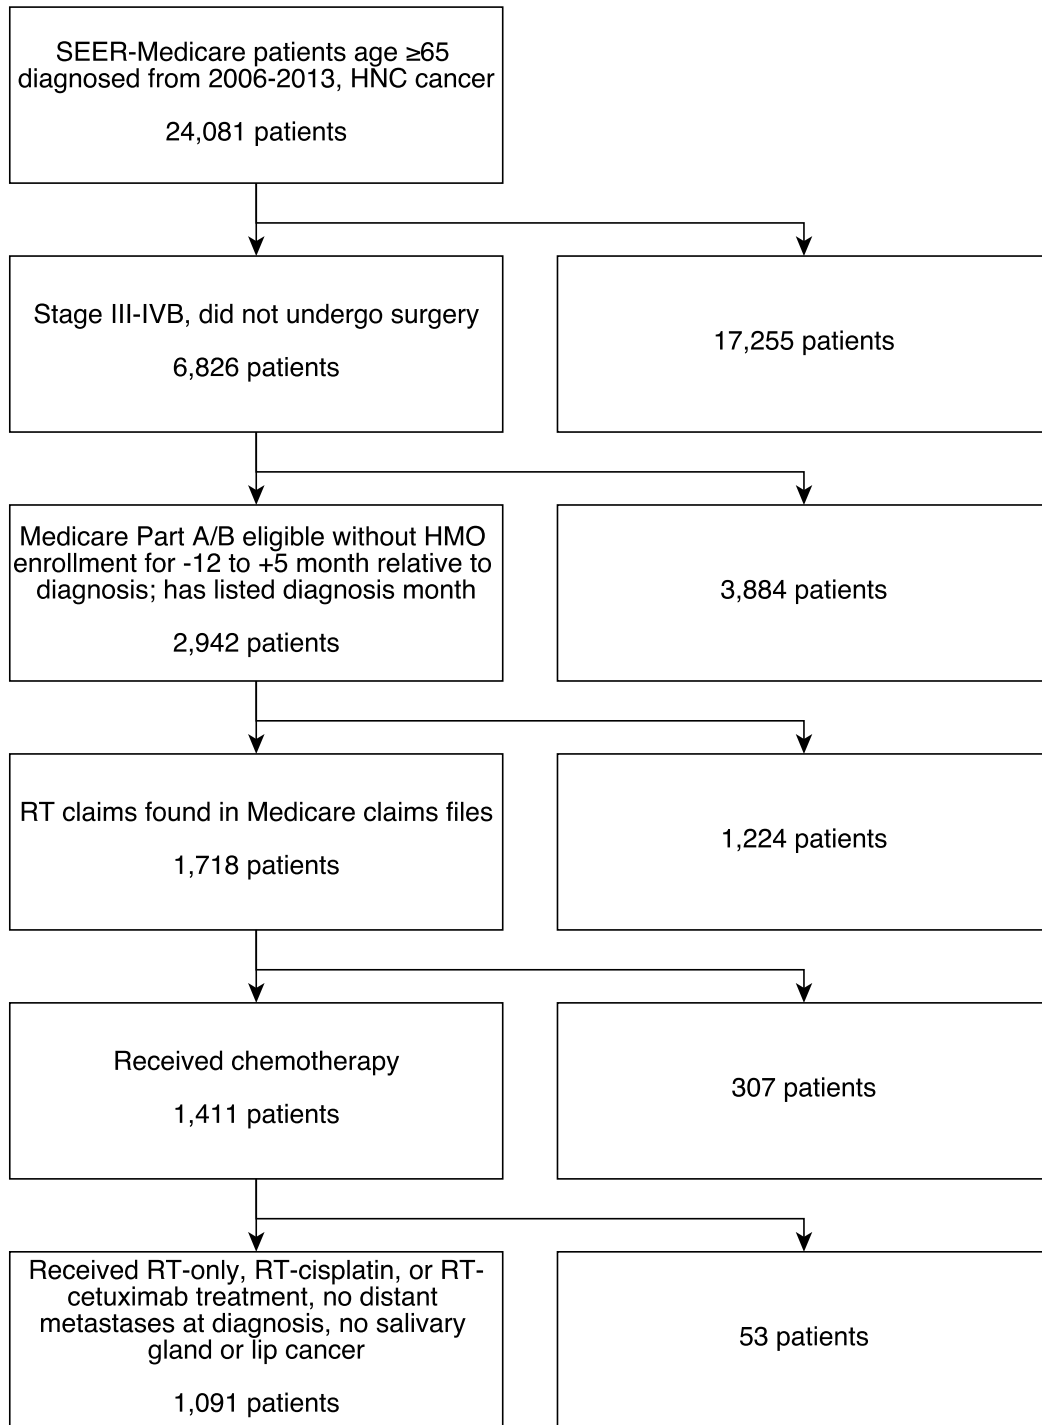 SEER-Medicare patients age ≥65
diagnosed from 2006-2013, HNC cancer
24,081 patients
Stage III-IVB, did not undergo surgery
6,826 patients
17,255 patients
Medicare Part A/B eligible without HMO
enrollment for -12 to +5 month relative to
diagnosis; has listed diagnosis month
2,942 patients
3,884 patients
RT claims found in Medicare claims files
1,718 patients
1,224 patients
Received chemotherapy
1,411 patients
307 patients
Received RT-only, RT-cisplatin, or RT-
cetuximab treatment, no distant
metastases at diagnosis, no salivary
gland or lip cancer
1,091 patients
53 patients